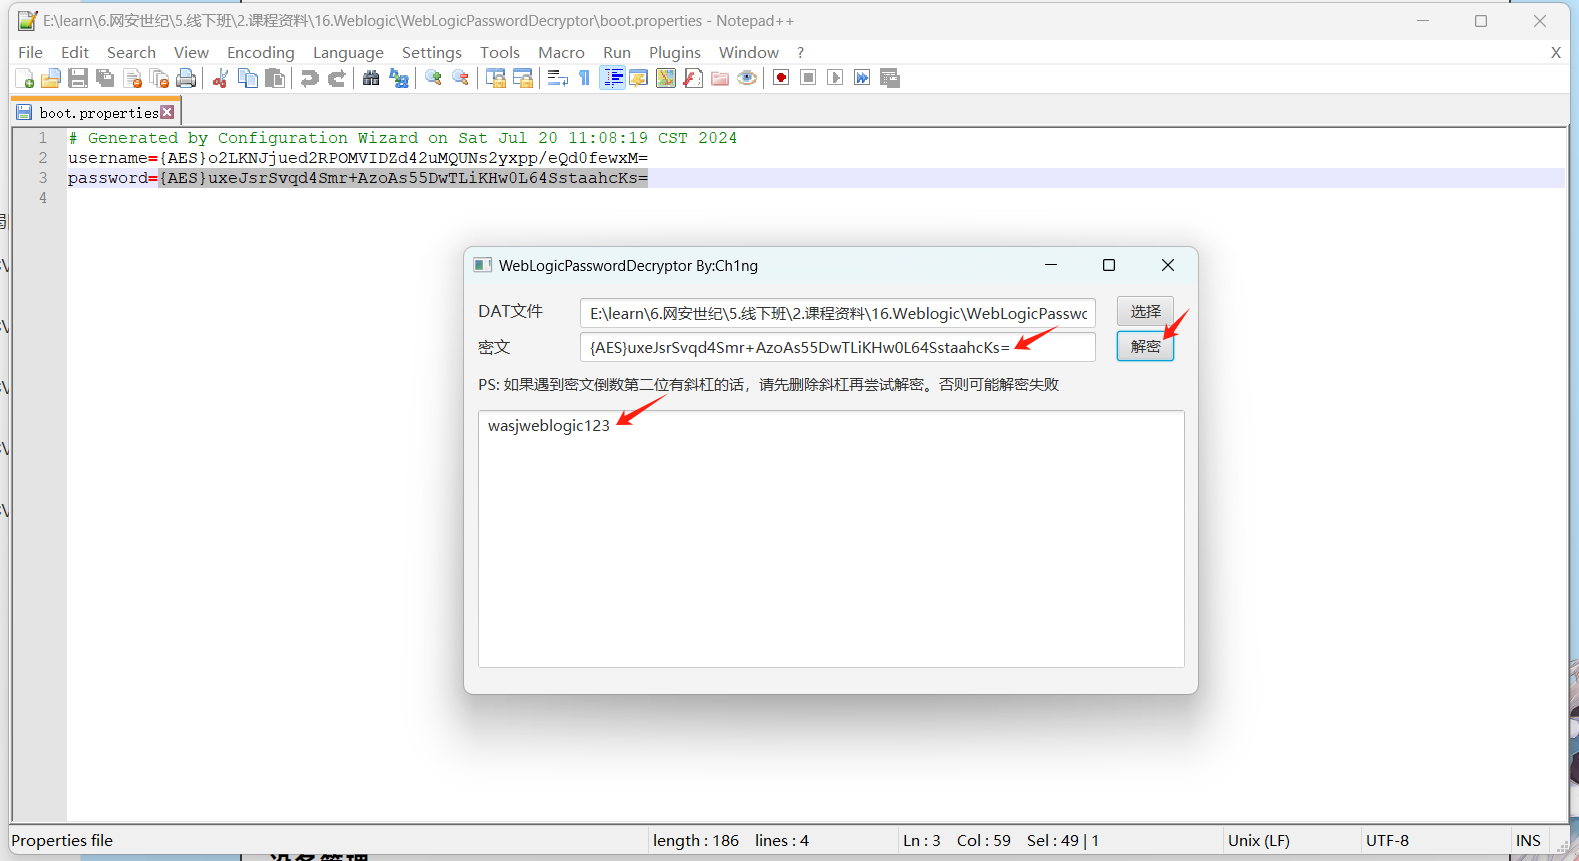 E:\learn\6.网安世纪\5.线下班\2.课程资料\16.Weblogic\WebLogicPasswordDecryptor\boot.properties - Notepad++
File Edit Search View Encoding Language Settings Tools Macro Run Plugins Window ? X
boot.properties
1 # Generated by Configuration Wizard on Sat Jul 20 11:08:19 CST 2024
2 username={AES}o2LKNJjued2RPOMVIDZd42uMQUNs2yxpp/eQd0fewxM=
3 password={AES}uxeJsrSvqd4Smr+AzoAs55DwTLiKHw0L64SstaahcKs=
4
WebLogicPasswordDecryptor By:Ch1ng
DAT文件 E:\learn\6.网安世纪\5.线下班\2.课程资料\16.Weblogic\WebLogicPasswc 选择
密文 {AES}uxeJsrSvqd4Smr+AzoAs55DwTLiKHw0L64SstaahcKs= 解密
PS: 如果遇到密文倒数第二位有斜杠的话，请先删除斜杠再尝试解密。否则可能解密失败
wasjweblogic123
Properties file length : 186 lines : 4 Ln : 3 Col : 59 Sel : 49 | 1 Unix (LF) UTF-8 INS